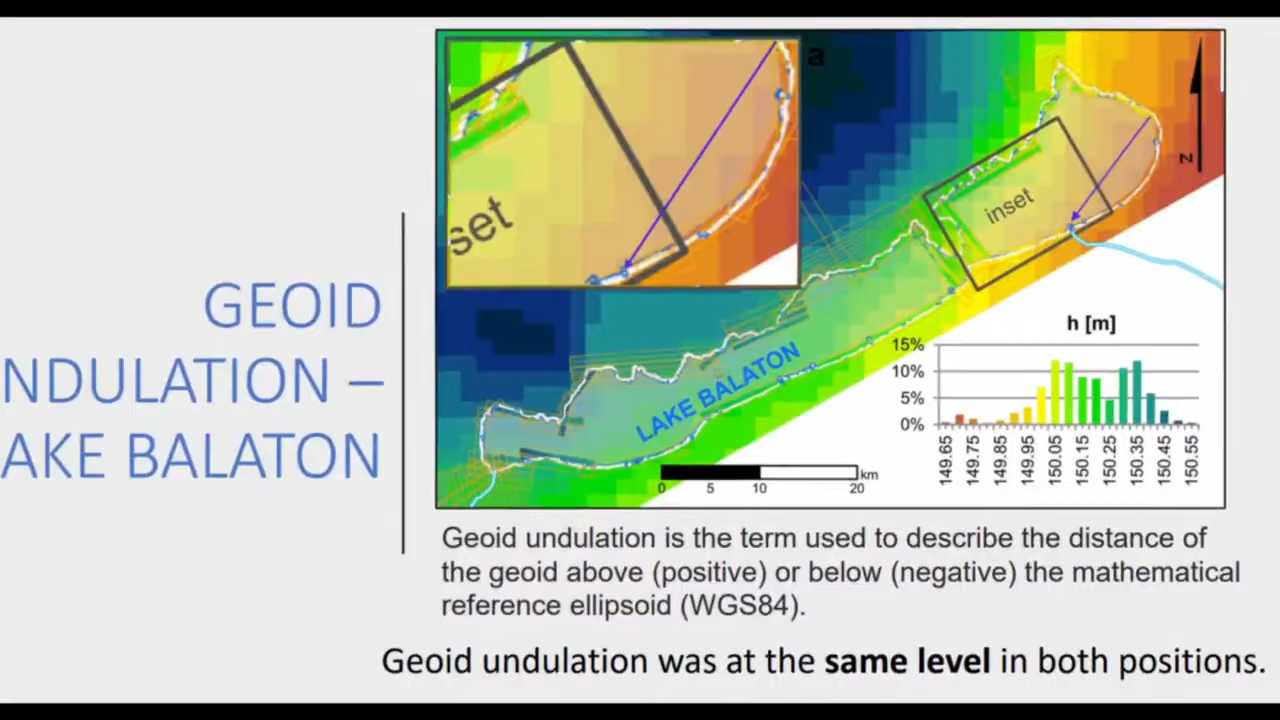 GEOID
NDULATION –
AKE BALATON
a
set
inset
N
LAKE BALATON
h [m]
15%
10%
5%
0%
149.65
149.75
149.85
149.95
150.05
150.15
150.25
150.35
150.45
150.55
km
0 5 10 20
Geoid undulation is the term used to describe the distance of
the geoid above (positive) or below (negative) the mathematical
reference ellipsoid (WGS84).
Geoid undulation was at the same level in both positions.